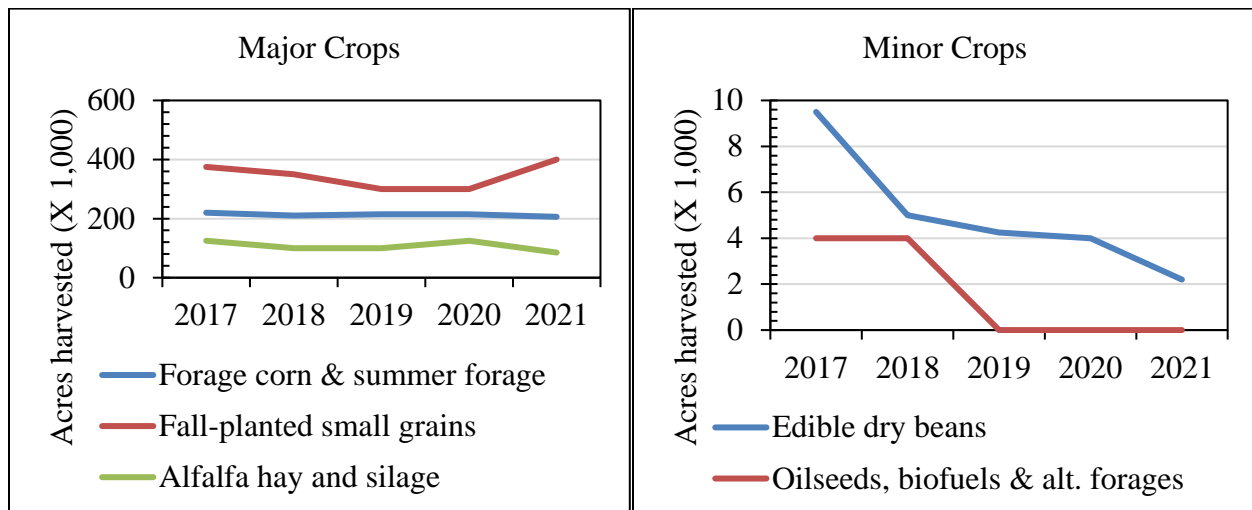 Major Crops
Acres harvested (X 1,000)
600
400
200
0
2017 2018 2019 2020 2021
Forage corn & summer forage
Fall-planted small grains
Alfalfa hay and silage
Minor Crops
Acres harvested (X 1,000)
10
8
6
4
2
0
2017 2018 2019 2020 2021
Edible dry beans
Oilseeds, biofuels & alt. forages